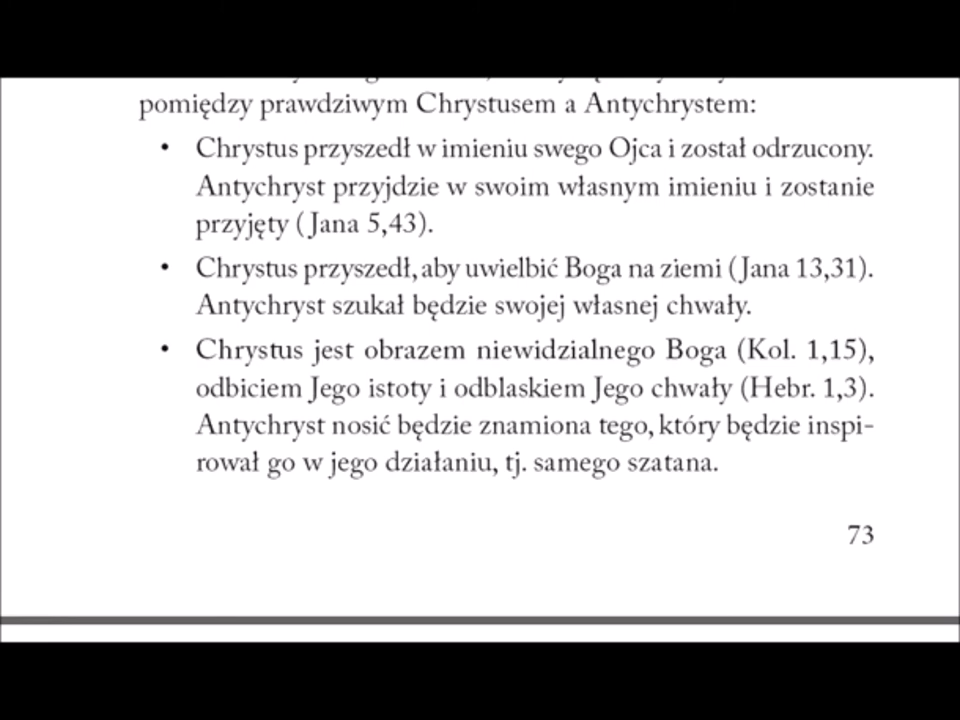 pomiędzy prawdziwym Chrystusem a Antychrystem:
• Chrystus przyszedł w imieniu swego Ojca i został odrzucony.
Antychryst przyjdzie w swoim własnym imieniu i zostanie
przyjęty (Jana 5,43).
• Chrystus przyszedł, aby uwielbić Boga na ziemi (Jana 13,31).
Antychryst szukał będzie swojej własnej chwały.
• Chrystus jest obrazem niewidzialnego Boga (Kol. 1,15),
odbiciem Jego istoty i odblaskiem Jego chwały (Hebr. 1,3).
Antychryst nosić będzie znamiona tego, który będzie inspi-
rował go w jego działaniu, tj. samego szatana.
73